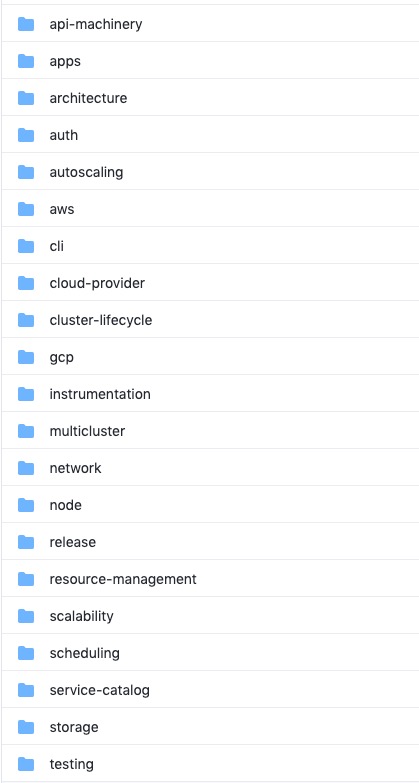 api-machinery
apps
architecture
auth
autoscaling
aws
cli
cloud-provider
cluster-lifecycle
gcp
instrumentation
multicluster
network
node
release
resource-management
scalability
scheduling
service-catalog
storage
testing